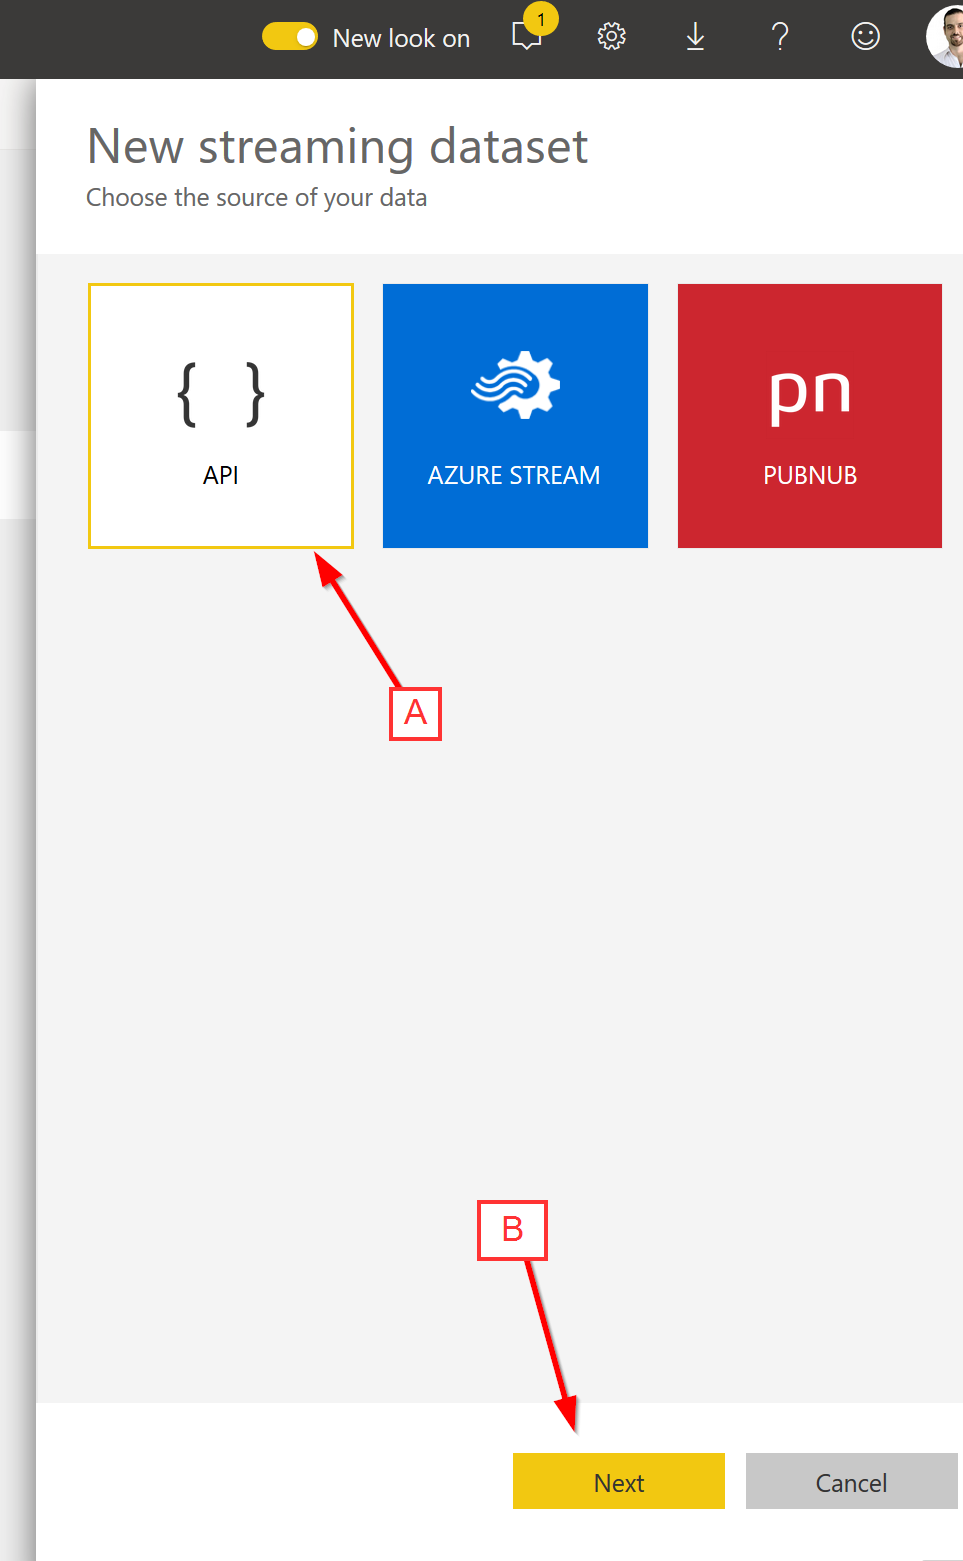 New look on
1
New streaming dataset
Choose the source of your data
{ }
API
AZURE STREAM
pn
PUBNUB
A
B
Next
Cancel